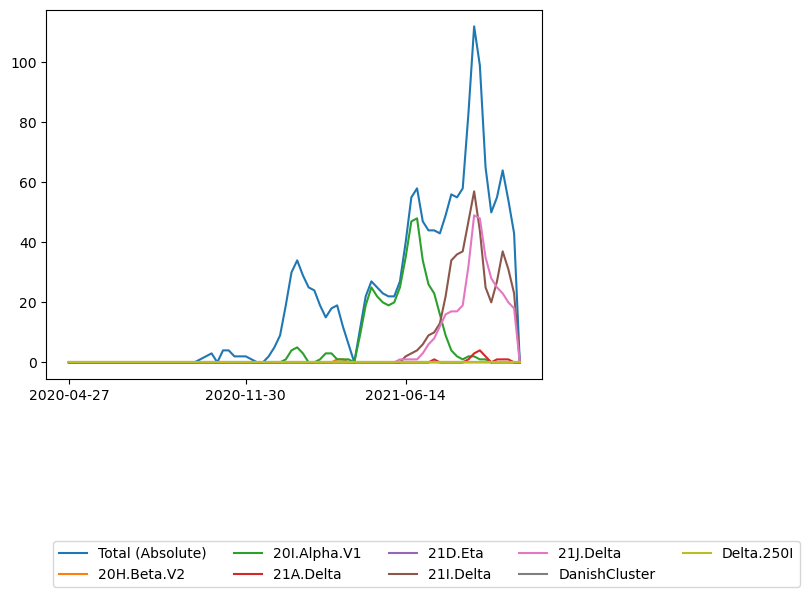 100
80
60
40
20
0
2020-04-27 2020-11-30 2021-06-14
Total (Absolute) 20I.Alpha.V1 21D.Eta 21J.Delta Delta.250I
20H.Beta.V2 21A.Delta 21I.Delta DanishCluster